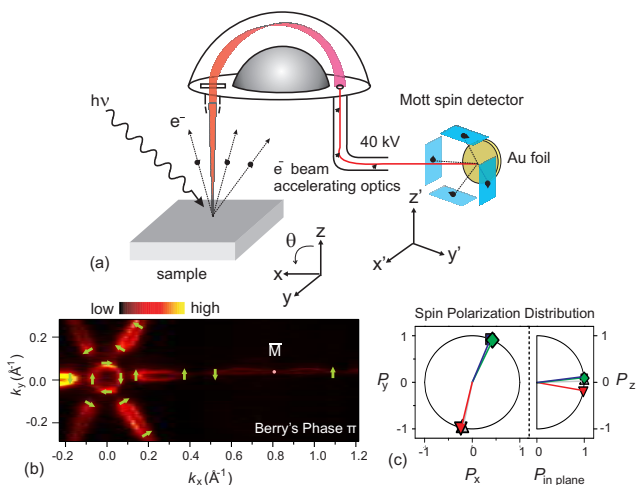 hν
e⁻
40 kV
Mott spin detector
Au foil
e⁻ beam
accelerating optics
z'
x'
y'
z
θ
x
y
(a)
sample
low
high
Spin Polarization Distribution
0.2
0.0
-0.2
k_y(Å⁻¹)
M̄
Berry's Phase π
(b)
-0.2
0.0
0.2
0.4
0.6
0.8
1.0
1.2
k_x(Å⁻¹)
1
0
-1
P_y
-1
0
1
P_x
0
1
P_in plane
1
0
-1
P_z
(c)